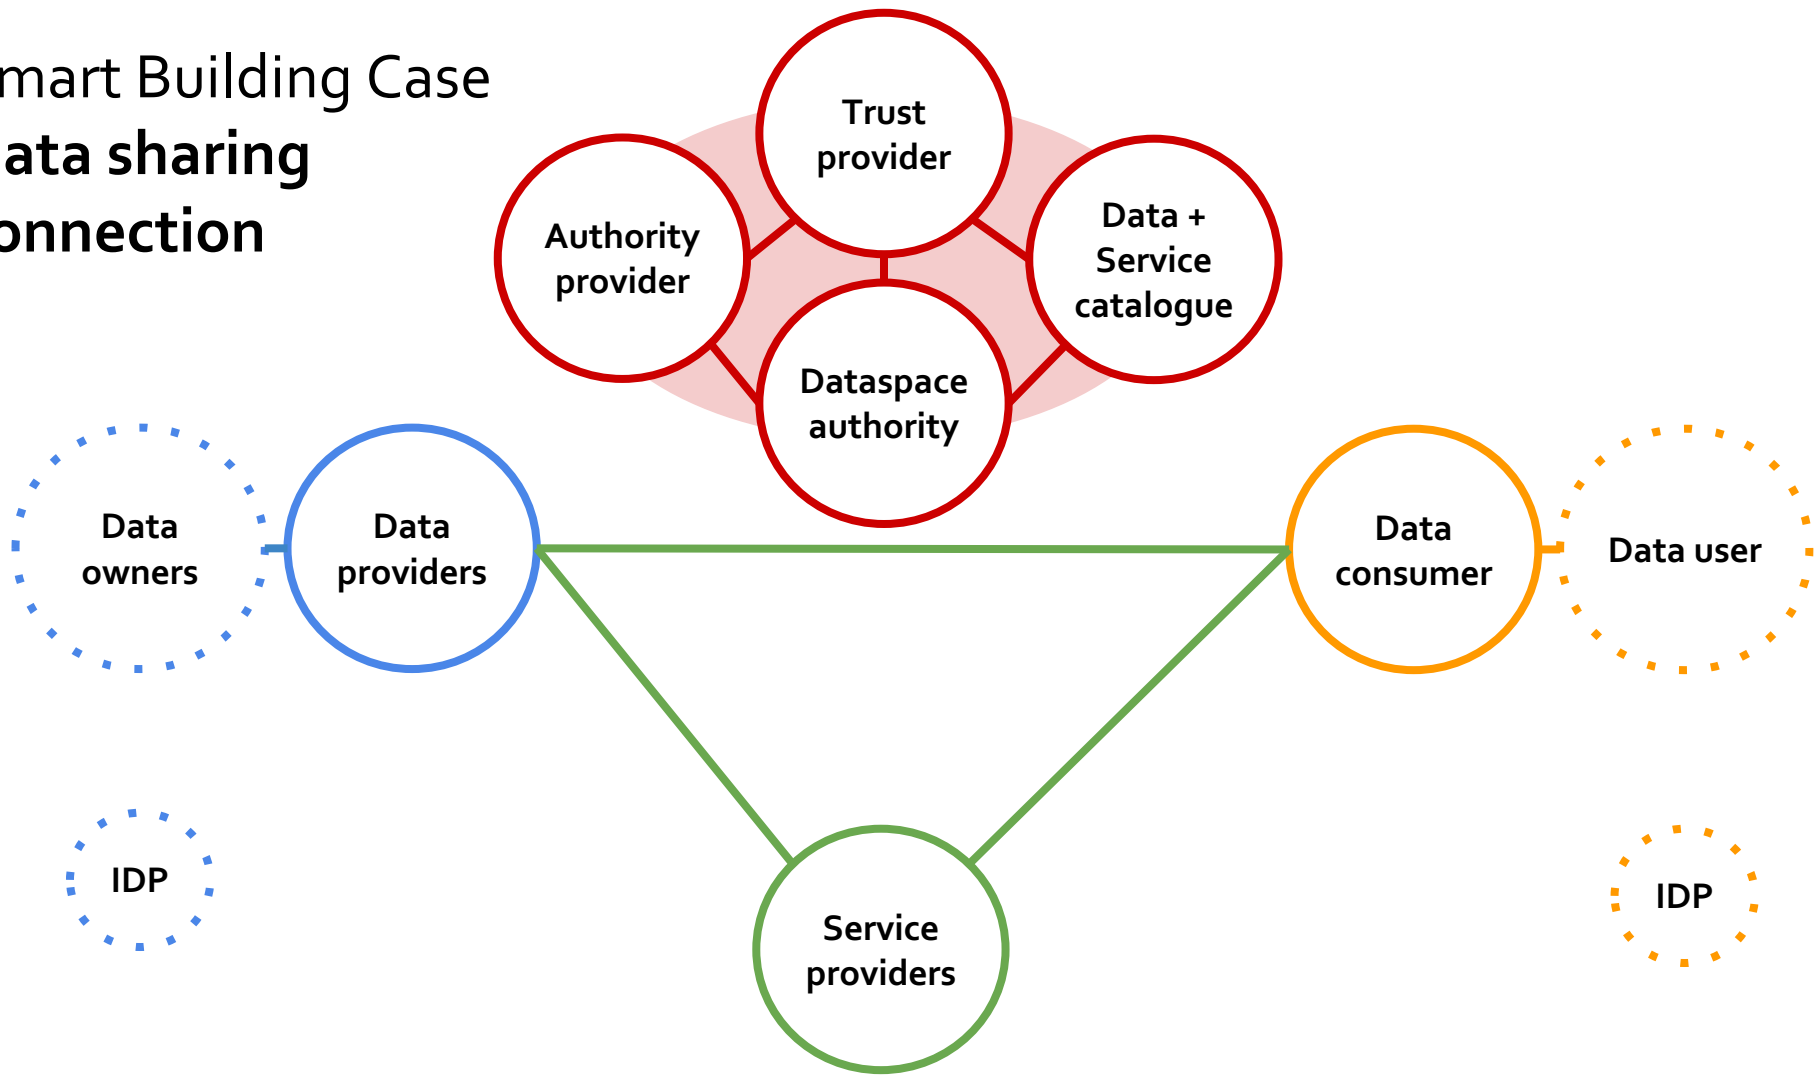 mart Building Case
ata sharing
onnection
Trust
provider
Authority
provider
Data +
Service
catalogue
Dataspace
authority
Data
owners
Data
providers
Data
consumer
Data user
IDP
IDP
Service
providers